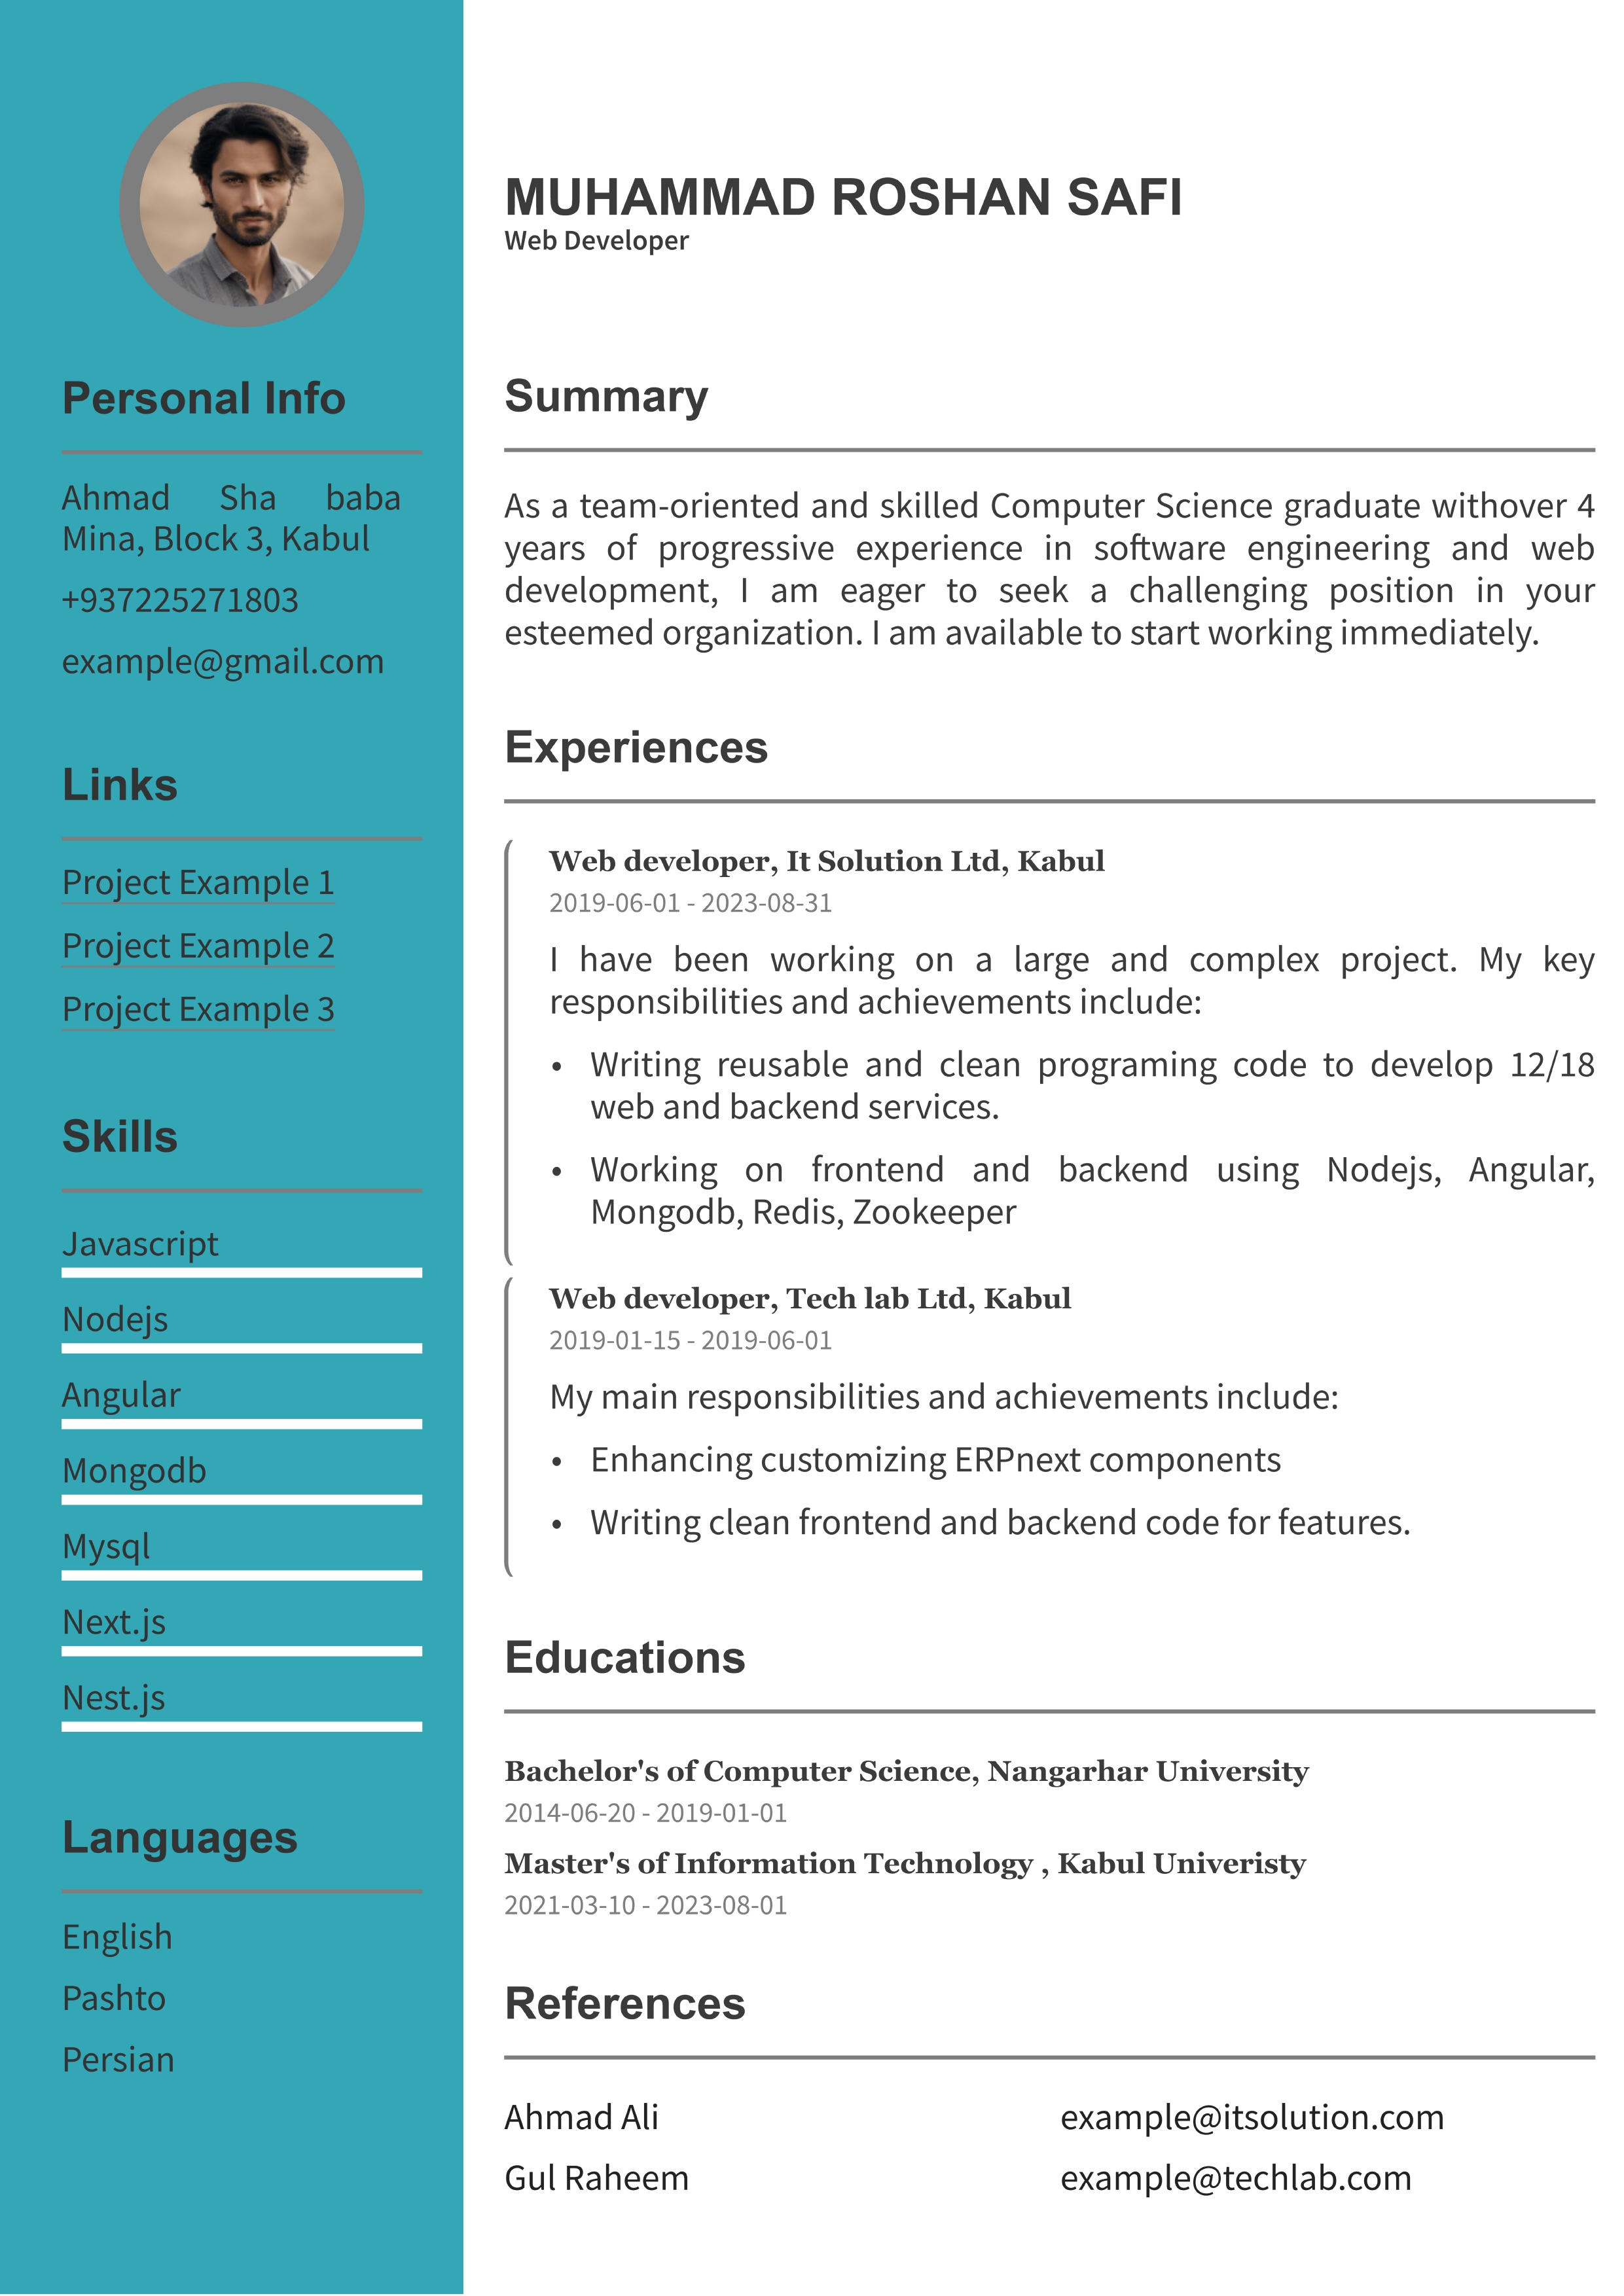 MUHAMMAD ROSHAN SAFI
Web Developer
Personal Info
Ahmad Sha baba
Mina, Block 3, Kabul
+937225271803
example@gmail.com
Links
Project Example 1
Project Example 2
Project Example 3
Skills
Javascript
Nodejs
Angular
Mongodb
Mysql
Next.js
Nest.js
Languages
English
Pashto
Persian
Summary
As a team-oriented and skilled Computer Science graduate withover 4
years of progressive experience in software engineering and web
development, I am eager to seek a challenging position in your
esteemed organization. I am available to start working immediately.
Experiences
Web developer, It Solution Ltd, Kabul
2019-06-01 - 2023-08-31
I have been working on a large and complex project. My key
responsibilities and achievements include:
• Writing reusable and clean programing code to develop 12/18
web and backend services.
• Working on frontend and backend using Nodejs, Angular,
Mongodb, Redis, Zookeeper
Web developer, Tech lab Ltd, Kabul
2019-01-15 - 2019-06-01
My main responsibilities and achievements include:
• Enhancing customizing ERPnext components
• Writing clean frontend and backend code for features.
Educations
Bachelor's of Computer Science, Nangarhar University
2014-06-20 - 2019-01-01
Master's of Information Technology , Kabul Univeristy
2021-03-10 - 2023-08-01
References
Ahmad Ali example@itsolution.com
Gul Raheem example@techlab.com